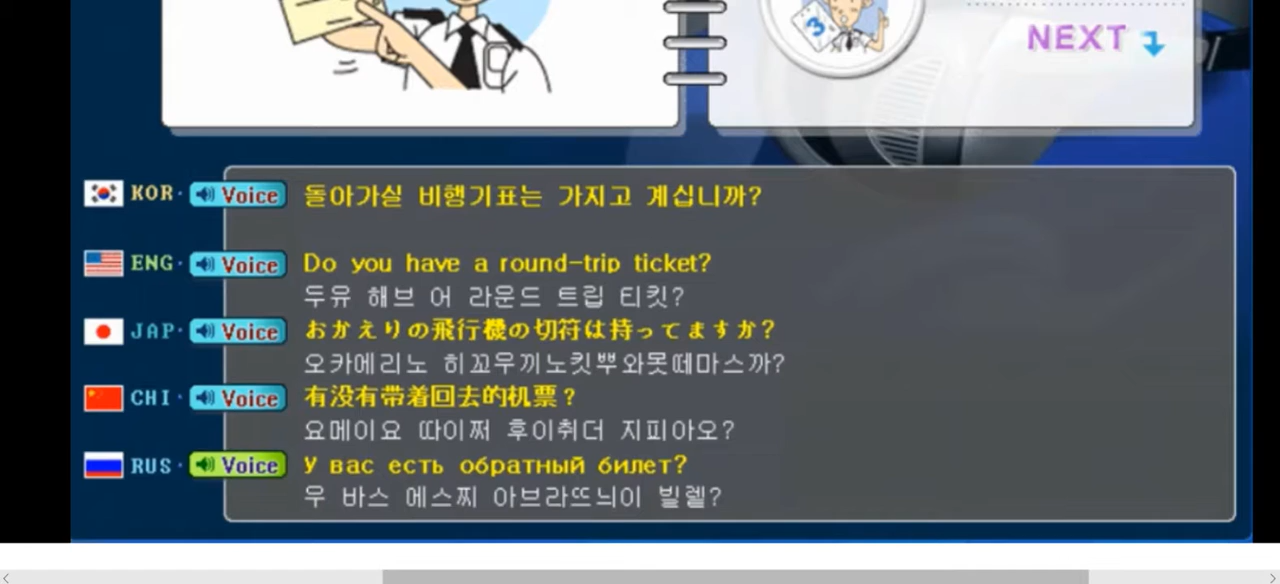 3
NEXT
KOR· Voice 돌아가실 비행기표는 가지고 계십니까?
ENG· Voice Do you have a round-trip ticket?
두유 해브 어 라운드 트립 티킷?
JAP· Voice おかえりの飛行機の切符は持ってますか?
오카에리노 히꼬우끼노킷뿌와못떼마스까?
CHI· Voice 有没有带着回去的机票?
요메이요 따이쩌 후이취더 지피아오?
RUS· Voice У вас есть обратный билет?
우 바스 에스찌 아브라뜨늬이 빌렡?